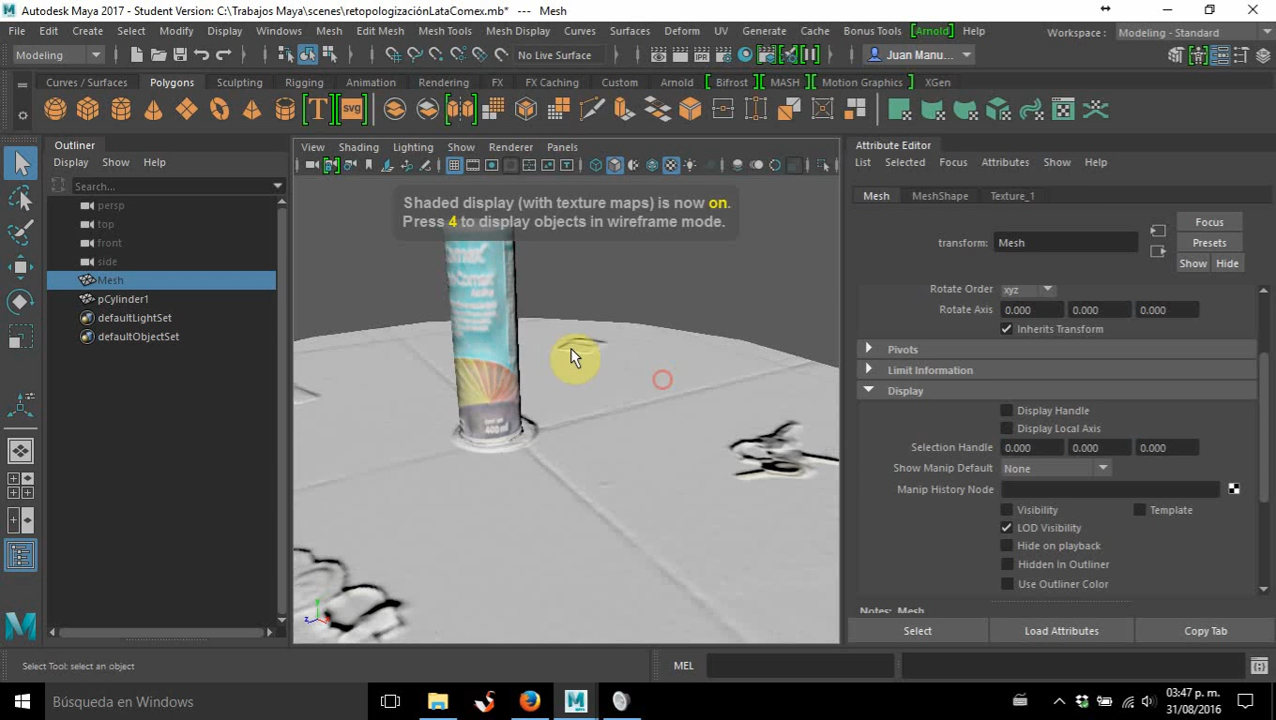 Autodesk Maya 2017 - Student Version: C:\Trabajos Maya\scenes\retopologizaciónLataComex.mb* --- Mesh
File Edit Create Select Modify Display Windows Mesh Edit Mesh Mesh Tools Mesh Display Curves Surfaces Deform UV Generate Cache Bonus Tools [Arnold] Help
Workspace : Modeling - Standard
Modeling
No Live Surface
Juan Manu...
Curves / Surfaces Polygons Sculpting Rigging Animation Rendering FX FX Caching Custom Arnold Bifrost MASH Motion Graphics XGen
T svg
Outliner
Display Show Help
Search...
persp
top
front
side
Mesh
pCylinder1
defaultLightSet
defaultObjectSet
View Shading Lighting Show Renderer Panels
Shaded display (with texture maps) is now on.
Press 4 to display objects in wireframe mode.
400ml
Attribute Editor
List Selected Focus Attributes Show Help
Mesh MeshShape Texture_1
transform: Mesh
Focus
Presets
Show Hide
Rotate Order xyz
Rotate Axis 0.000 0.000 0.000
Inherits Transform
Pivots
Limit Information
Display
Display Handle
Display Local Axis
Selection Handle 0.000 0.000 0.000
Show Manip Default None
Manip History Node
Visibility Template
LOD Visibility
Hide on playback
Hidden In Outliner
Use Outliner Color
Notes: Mesh
Select Load Attributes Copy Tab
Select Tool: select an object
MEL
Búsqueda en Windows
03:47 p. m.
31/08/2016